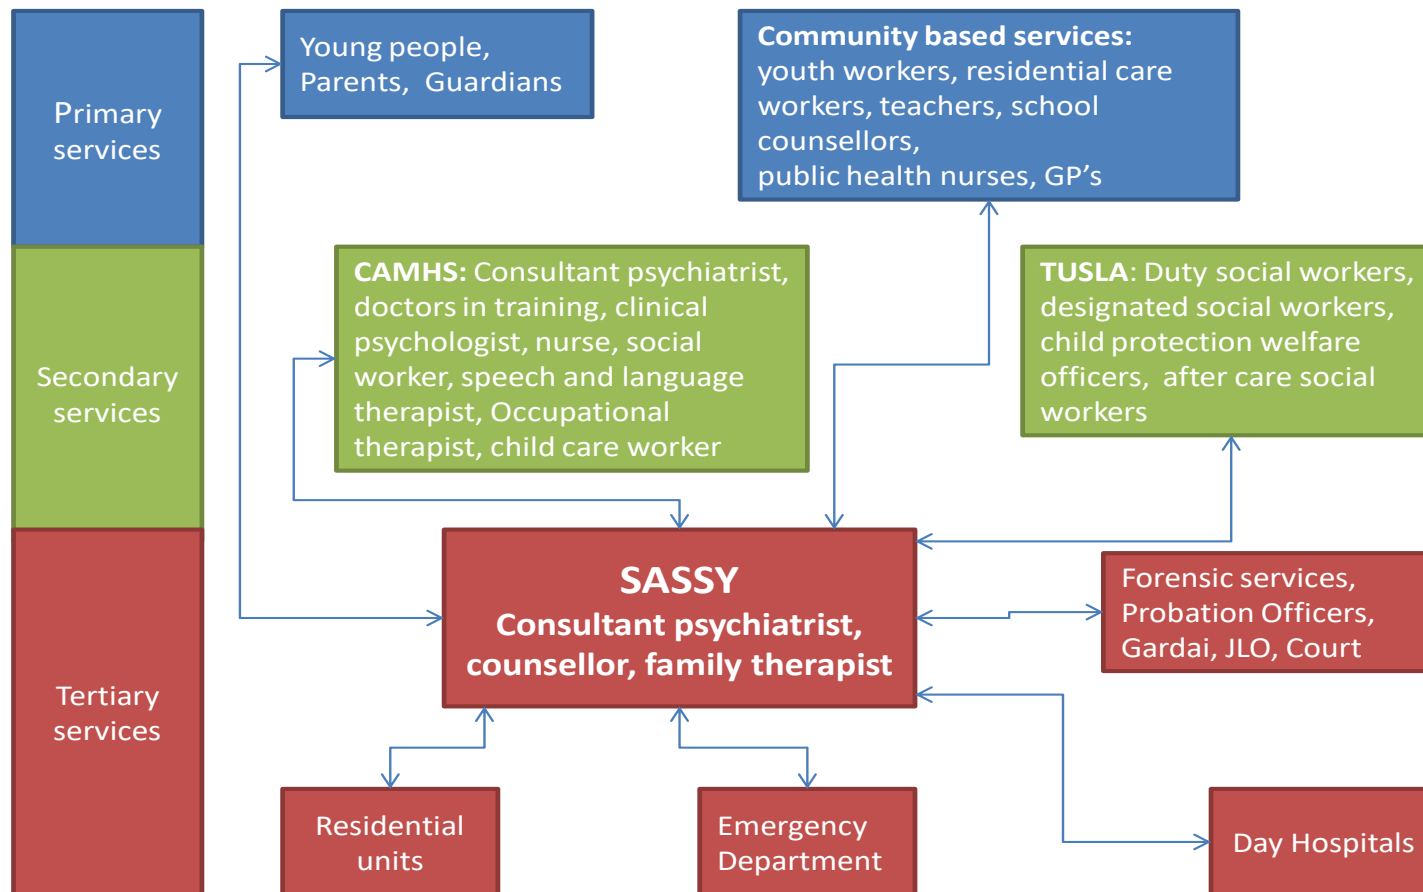 Primary
services
Young people,
Parents,  Guardians
Community based services:
youth workers, residential care
workers, teachers, school
counsellors,
public health nurses, GP’s
Secondary
services
CAMHS: Consultant psychiatrist,
doctors in training, clinical
psychologist, nurse, social
worker, speech and language
therapist, Occupational
therapist, child care worker
TUSLA: Duty social workers,
designated social workers,
child protection welfare
officers,  after care social
workers
Tertiary
services
SASSY
Consultant psychiatrist,
counsellor, family therapist
Forensic services,
Probation Officers,
Gardai, JLO, Court
Residential
units
Emergency
Department
Day Hospitals